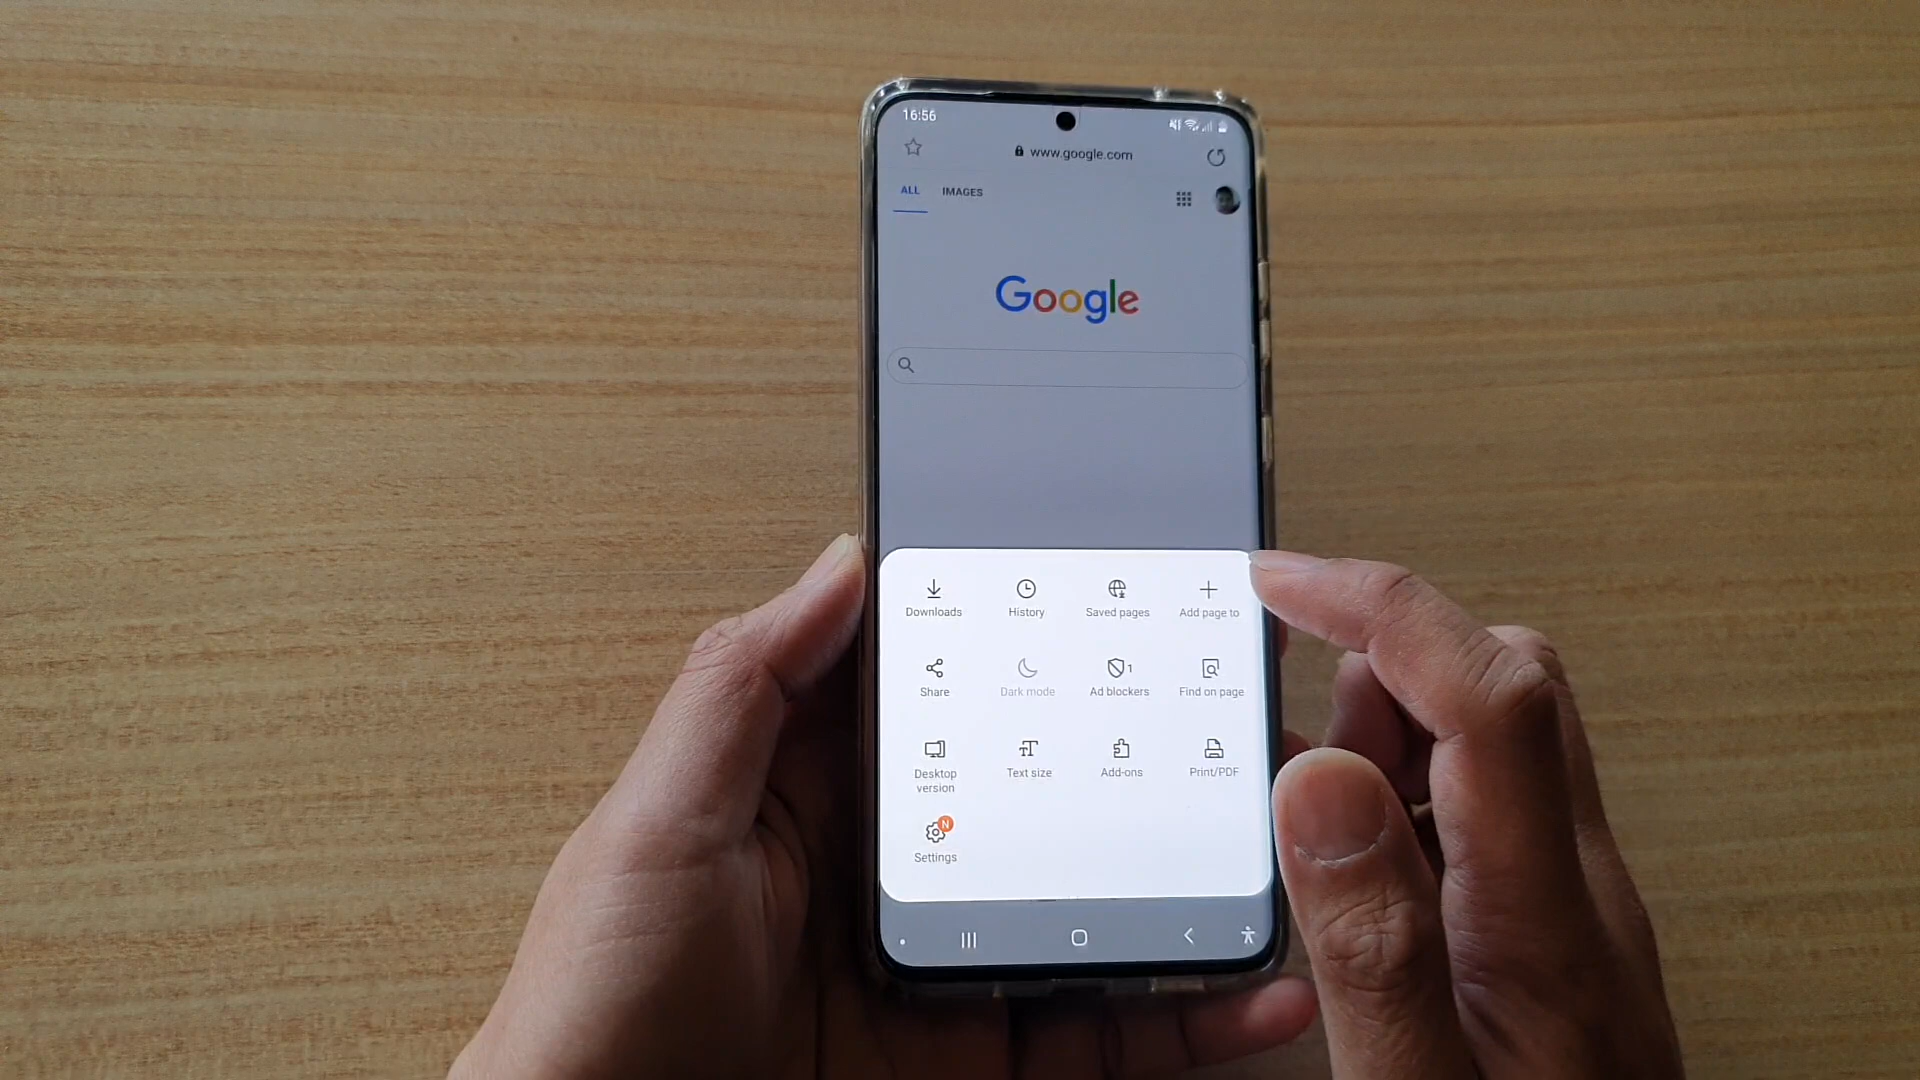 16:56
www.google.com
ALL IMAGES
Google
Downloads History Saved pages Add page to
Share Dark mode 1 Ad blockers Find on page
Desktop version Text size Add-ons Print/PDF
N
Settings